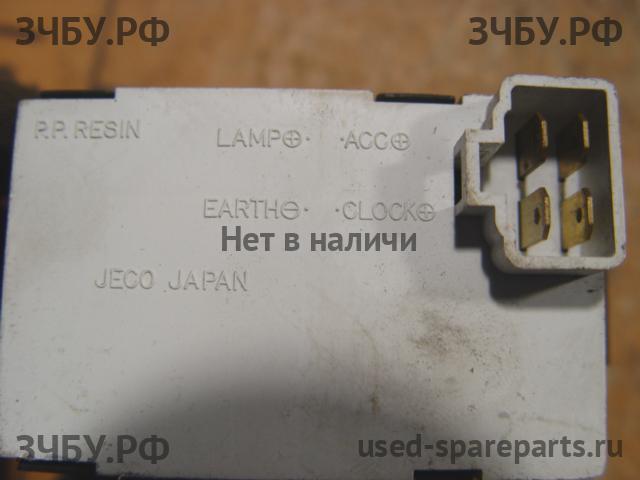 ЗЧБУ.РФ ЗЧБУ.РФ
P.P. RESIN LAMP⊕· ·ACC⊕
EARTH⊖· ·CLOCK⊕
Нет в наличи
JECO JAPAN
ЗЧБУ.РФ used-spareparts.ru